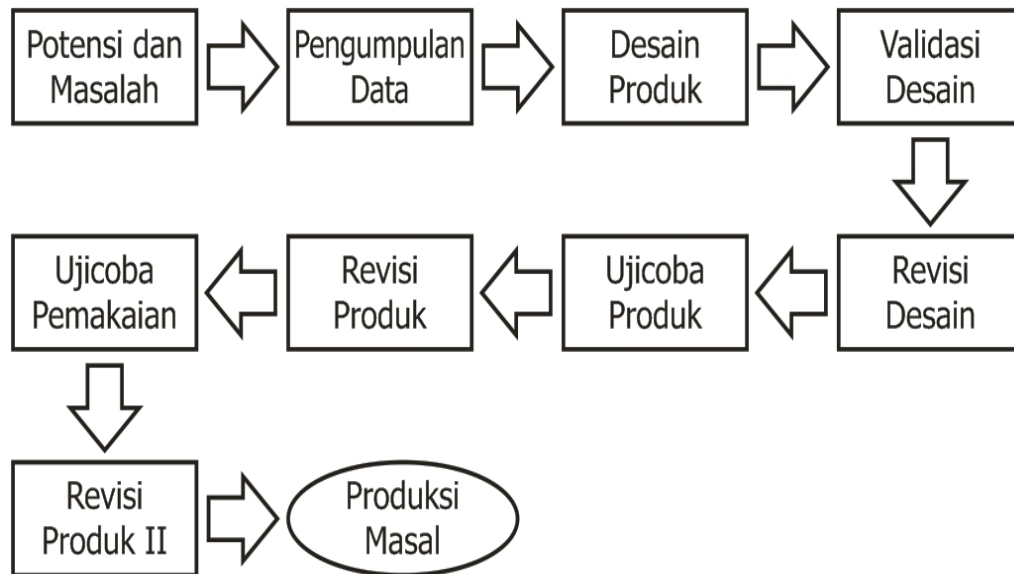 Potensi dan
Masalah
Pengumpulan
Data
Desain
Produk
Validasi
Desain
Revisi
Desain
Ujicoba
Produk
Revisi
Produk
Ujicoba
Pemakaian
Revisi
Produk II
Produksi
Masal